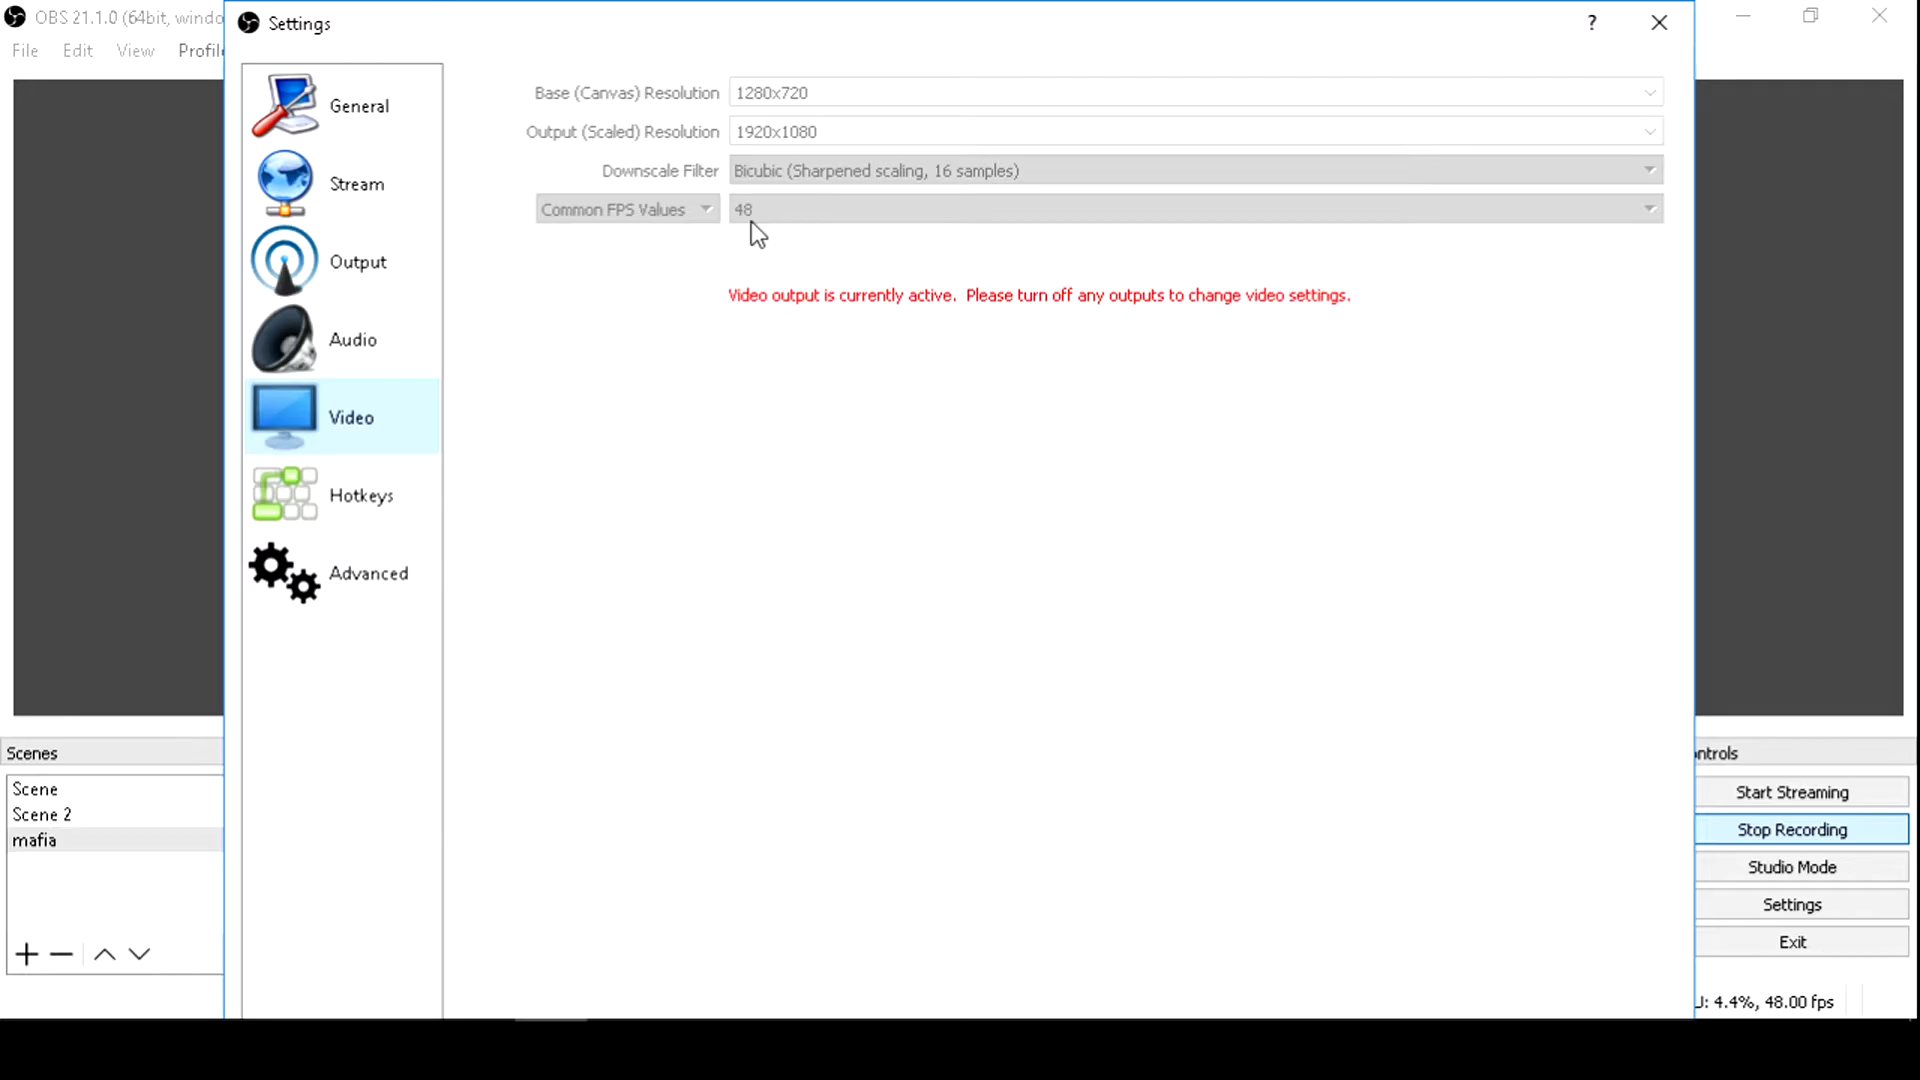 OBS 21.1.0 (64bit, windo
Settings
?
File Edit View Profile
General
Stream
Output
Audio
Video
Hotkeys
Advanced
Base (Canvas) Resolution 1280x720
Output (Scaled) Resolution 1920x1080
Downscale Filter Bicubic (Sharpened scaling, 16 samples)
Common FPS Values 48
Video output is currently active. Please turn off any outputs to change video settings.
Scenes
Scene
Scene 2
mafia
ontrols
Start Streaming
Stop Recording
Studio Mode
Settings
Exit
U: 4.4%, 48.00 fps